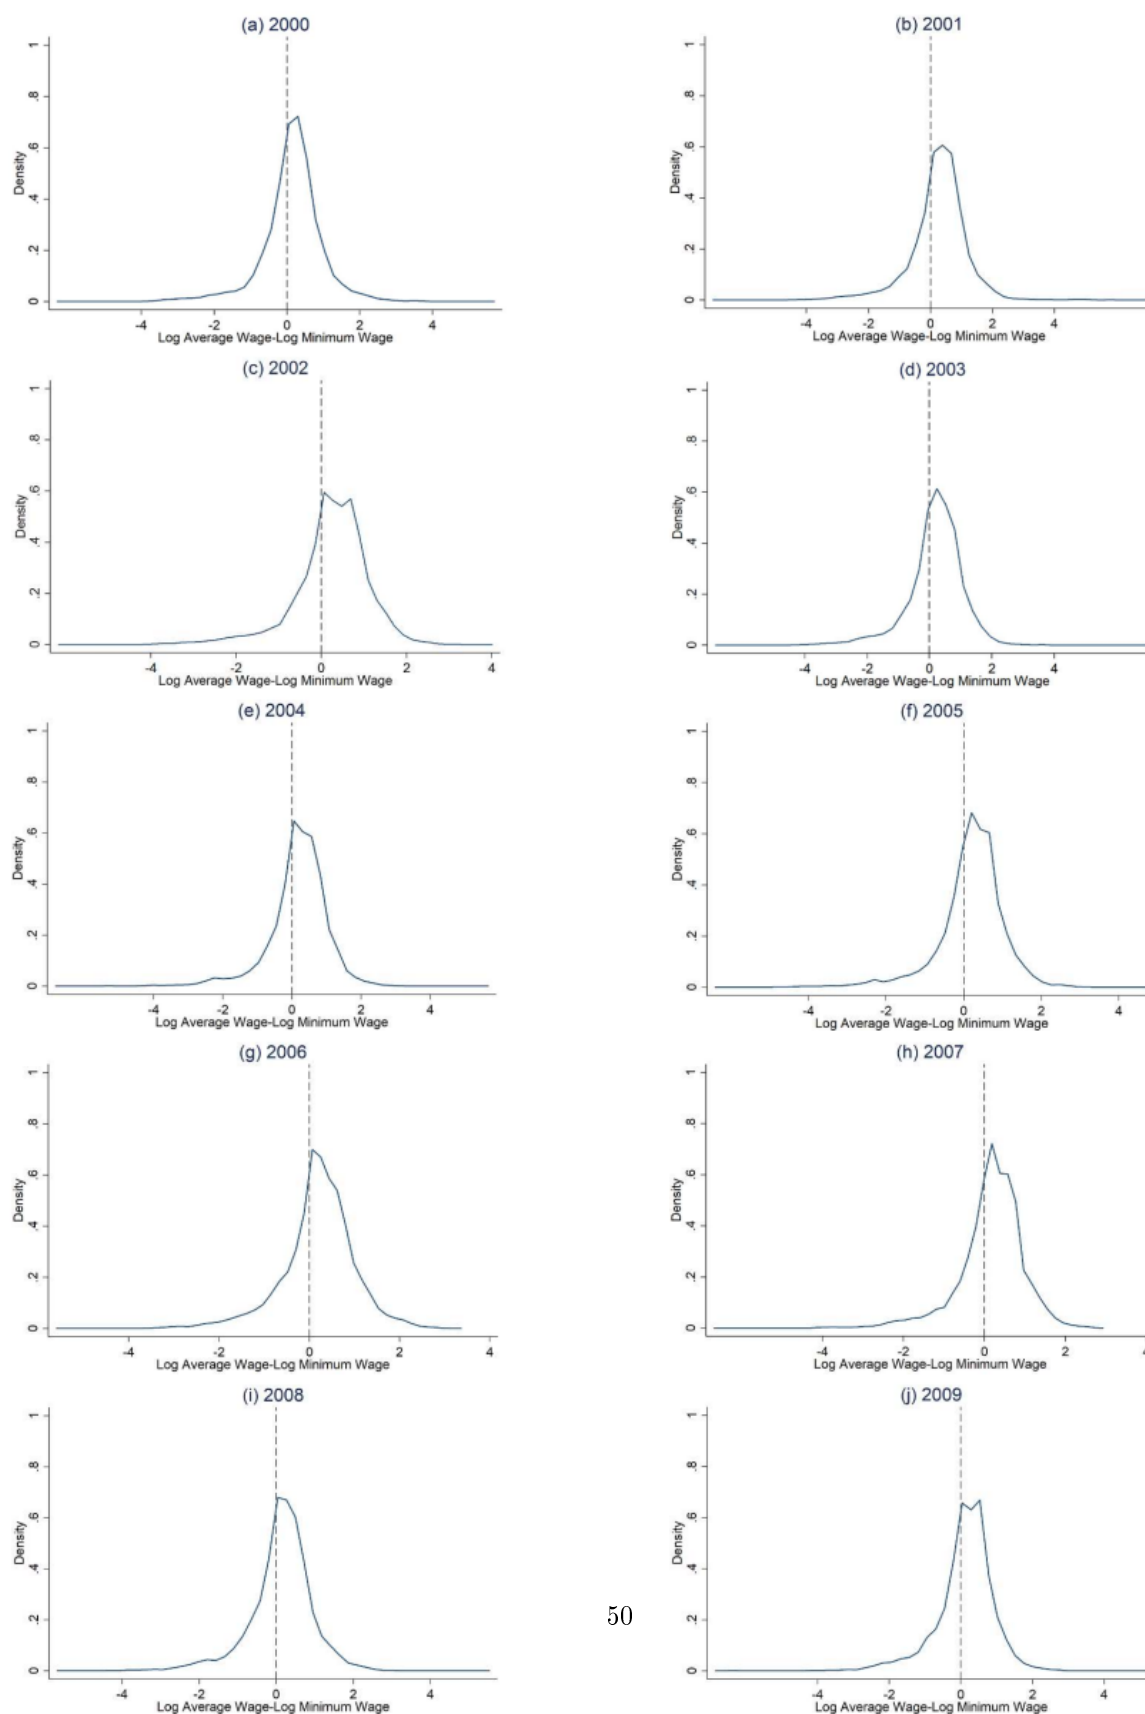 (a) 2000
Density
0 .2 .4 .6 .8 1
-4 -2 0 2 4
Log Average Wage-Log Minimum Wage
(b) 2001
Density
0 .2 .4 .6 .8 1
-4 -2 0 2 4
Log Average Wage-Log Minimum Wage
(c) 2002
Density
0 .2 .4 .6 .8 1
-4 -2 0 2 4
Log Average Wage-Log Minimum Wage
(d) 2003
Density
0 .2 .4 .6 .8 1
-4 -2 0 2 4
Log Average Wage-Log Minimum Wage
(e) 2004
Density
0 .2 .4 .6 .8 1
-4 -2 0 2 4
Log Average Wage-Log Minimum Wage
(f) 2005
Density
0 .2 .4 .6 .8 1
-4 -2 0 2
Log Average Wage-Log Minimum Wage
(g) 2006
Density
0 .2 .4 .6 .8 1
-4 -2 0 2 4
Log Average Wage-Log Minimum Wage
(h) 2007
Density
0 .2 .4 .6 .8 1
-4 -2 0 2
Log Average Wage-Log Minimum Wage
(i) 2008
Density
0 .2 .4 .6 .8 1
-4 -2 0 2 4
Log Average Wage-Log Minimum Wage
(j) 2009
Density
0 .2 .4 .6 .8 1
-4 -2 0 2 4
Log Average Wage-Log Minimum Wage
50